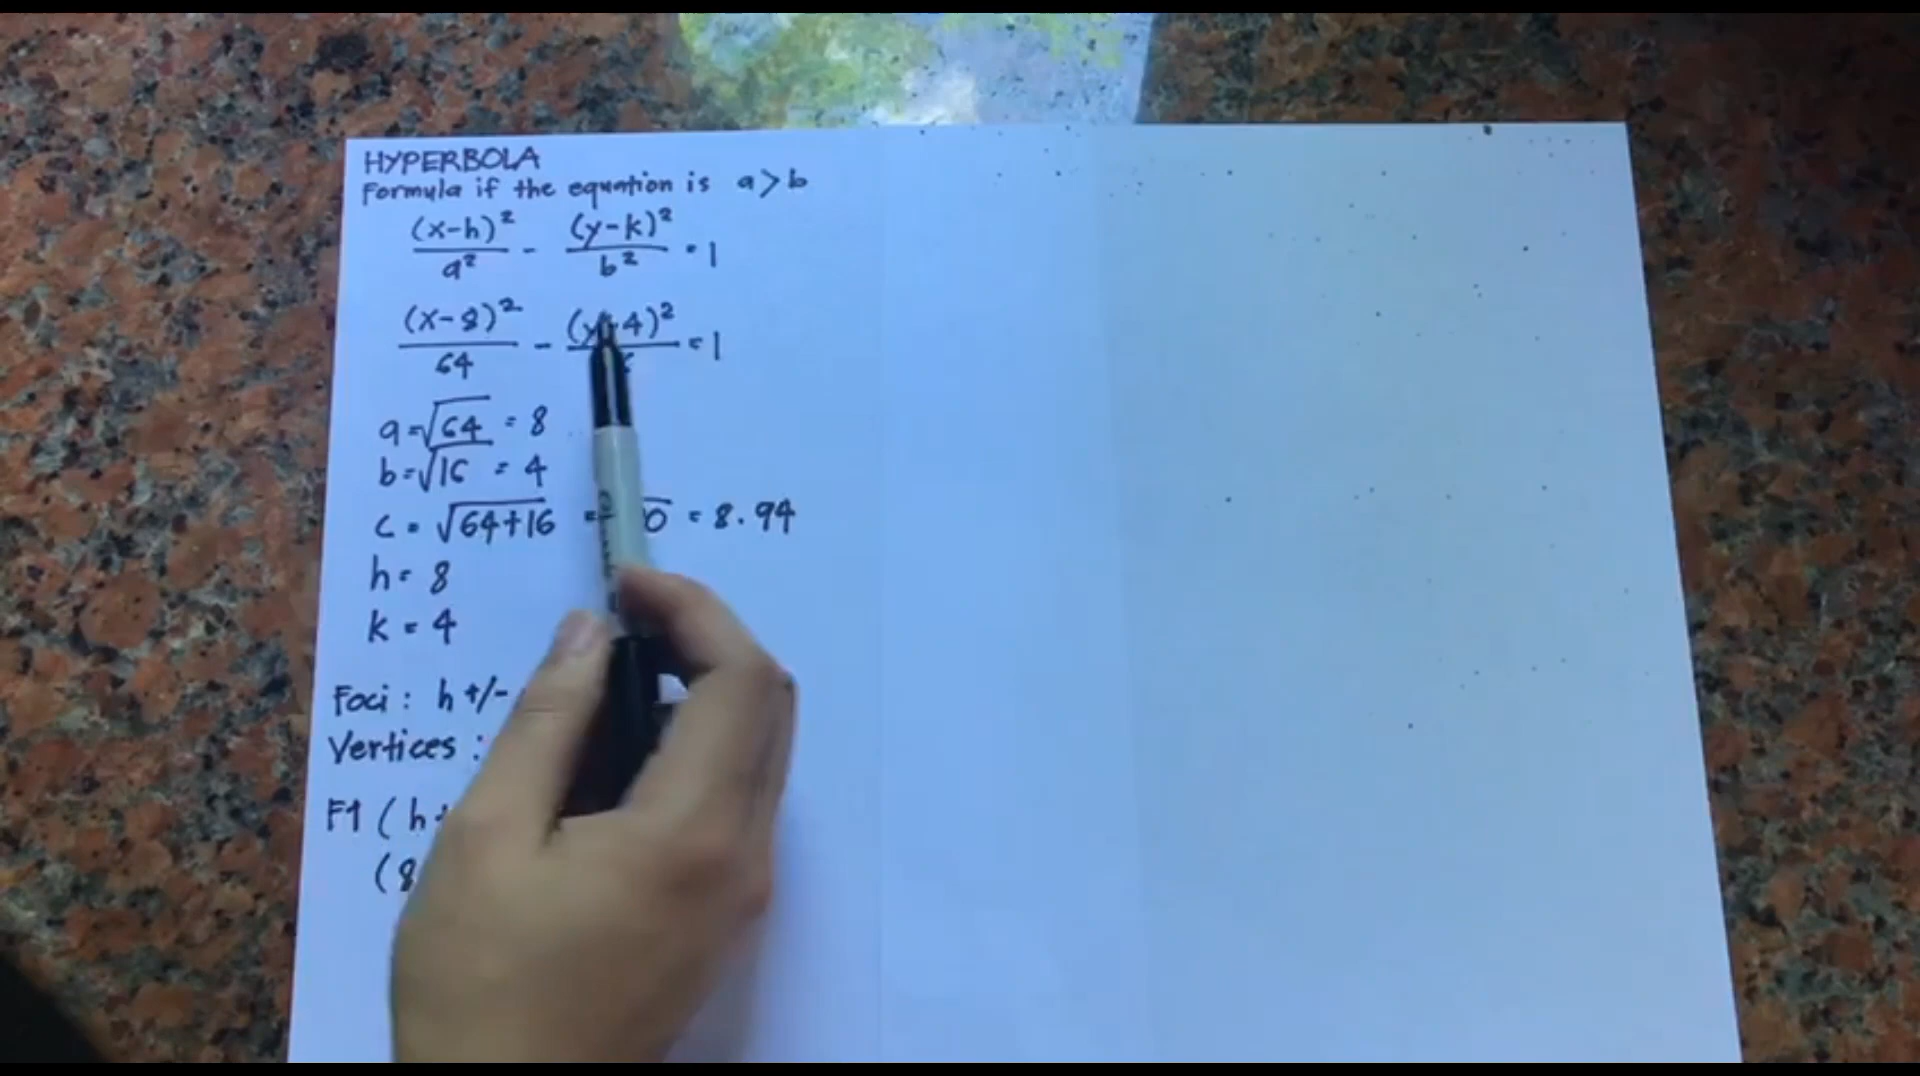 HYPERBOLA
Formula if the equation is a > b
(x-h)² / a² - (y-k)² / b² = 1
(x-8)² / 64 - (y-4)² / = 1
a = √64 = 8
b = √16 = 4
c = √64+16 = = 8.94
h = 8
k = 4
Foci : h +/-
Vertices :
F1 ( h +
( 8